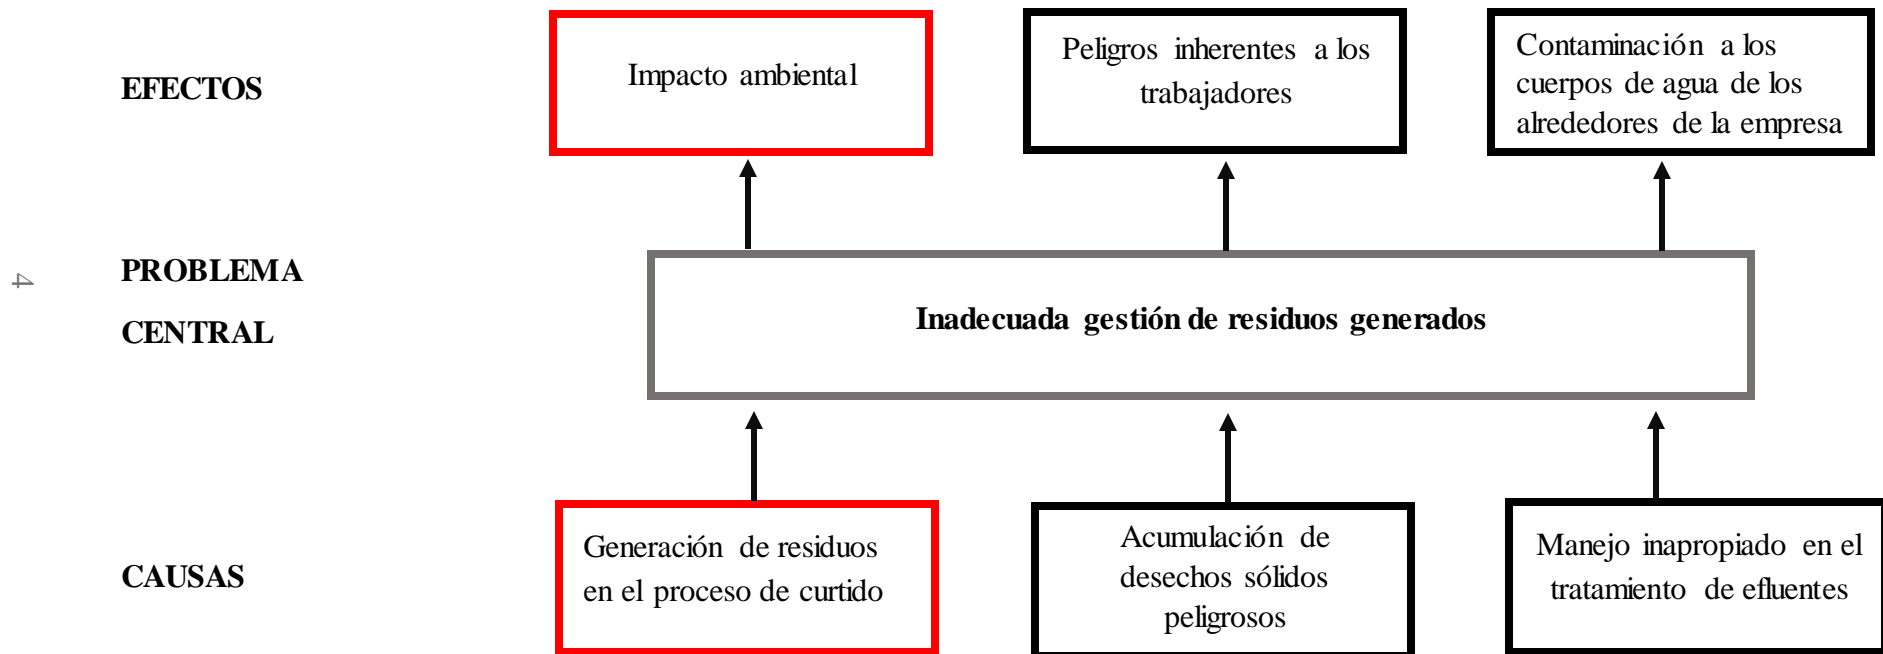 EFECTOS
Impacto ambiental
Peligros inherentes a los
trabajadores
Contaminación a los
cuerpos de agua de los
alrededores de la empresa
4
PROBLEMA
CENTRAL
Inadecuada gestión de residuos generados
CAUSAS
Generación de residuos
en el proceso de curtido
Acumulación de
desechos sólidos
peligrosos
Manejo inapropiado en el
tratamiento de efluentes